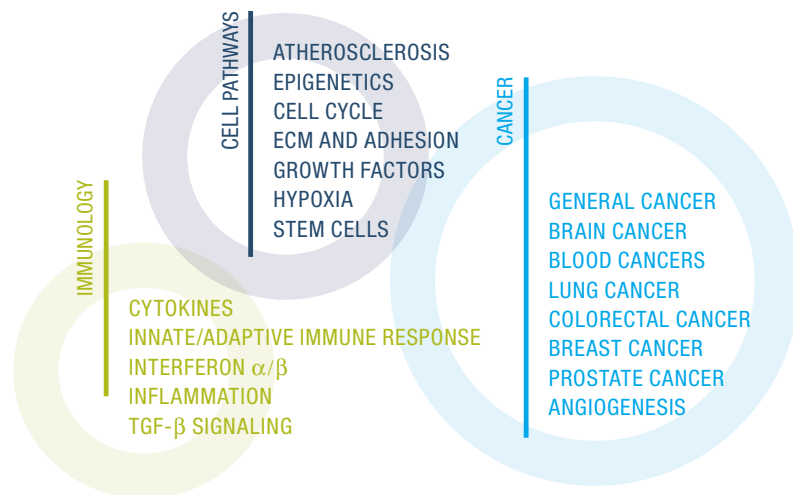 CELL PATHWAYS
ATHEROSCLEROSIS
EPIGENETICS
CELL CYCLE
ECM AND ADHESION
GROWTH FACTORS
HYPOXIA
STEM CELLS
CANCER
GENERAL CANCER
BRAIN CANCER
BLOOD CANCERS
LUNG CANCER
COLORECTAL CANCER
BREAST CANCER
PROSTATE CANCER
ANGIOGENESIS
IMMUNOLOGY
CYTOKINES
INNATE/ADAPTIVE IMMUNE RESPONSE
INTERFERON α/β
INFLAMMATION
TGF-β SIGNALING